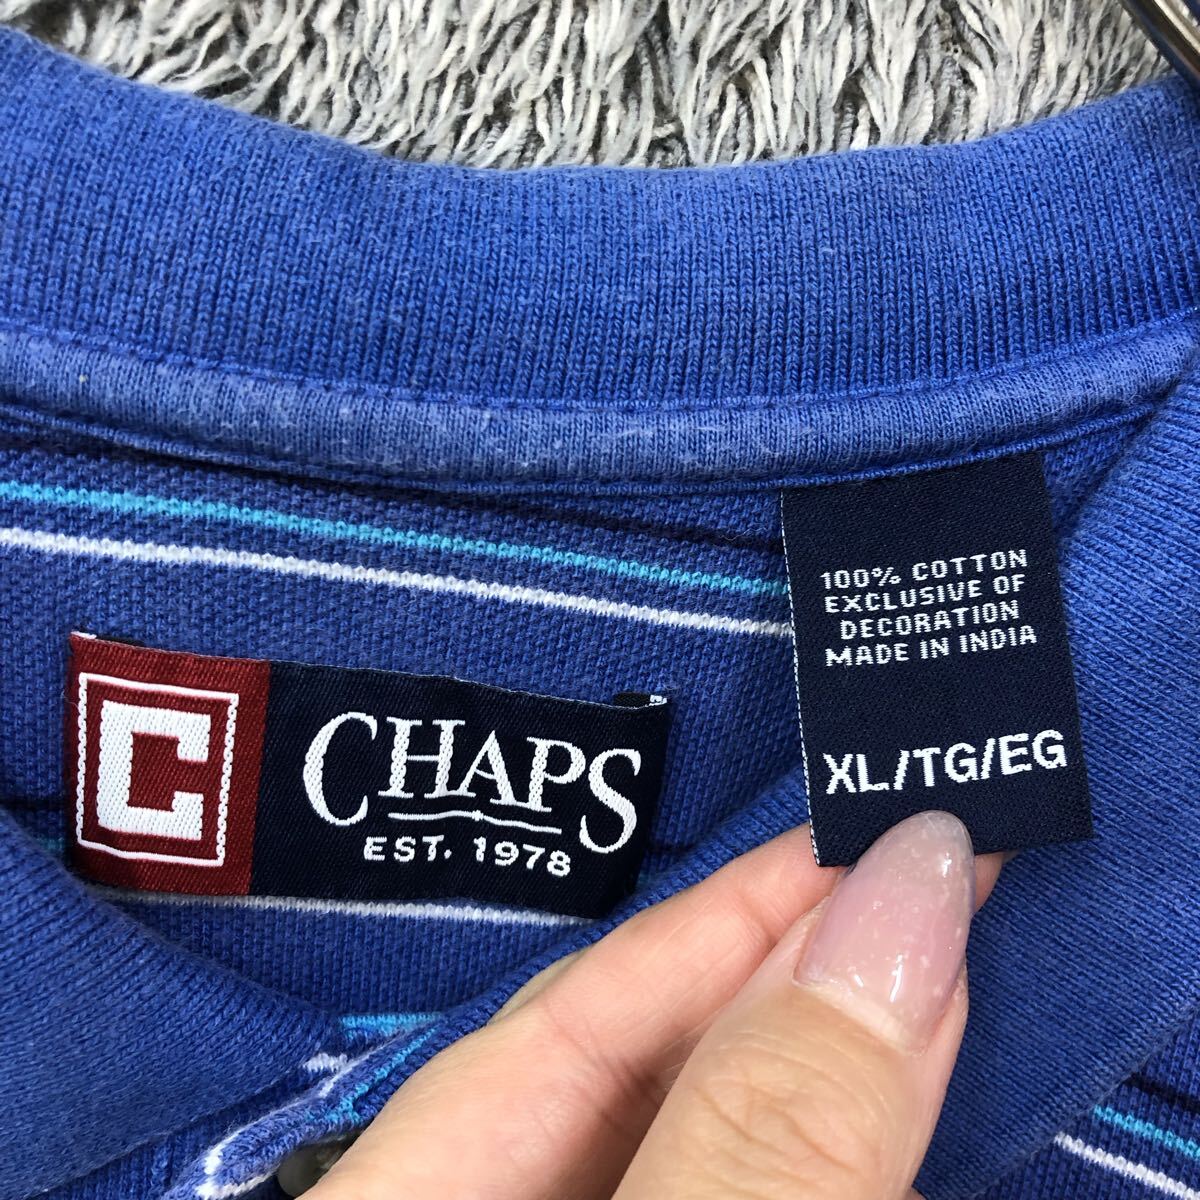 C CHAPS
EST. 1978
100% COTTON
EXCLUSIVE OF
DECORATION
MADE IN INDIA
XL/TG/EG